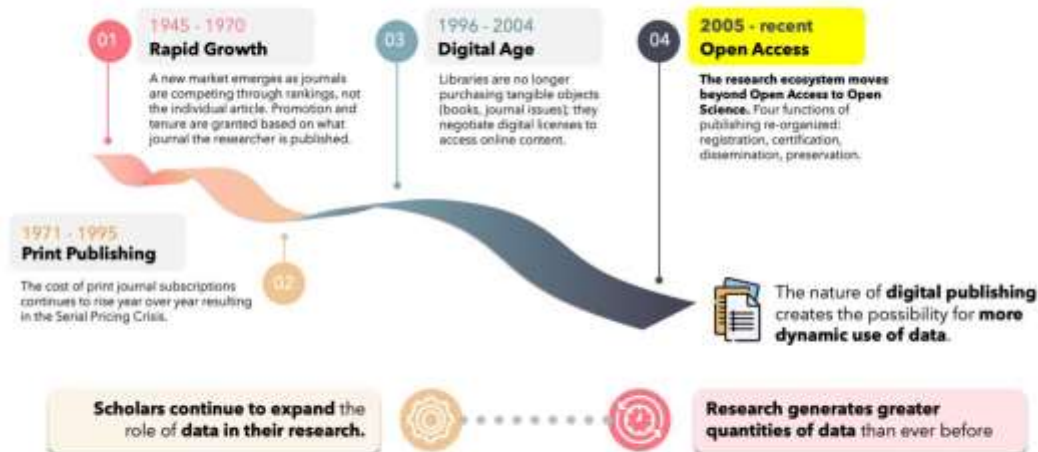 01
1945 - 1970
Rapid Growth
A new market emerges as journals
are competing through rankings, not
the individual article. Promotion and
tenure are granted based on what
journal the researcher is published.
1971 - 1995
Print Publishing
The cost of print journal subscriptions
continues to rise year over year resulting
in the Serial Pricing Crisis.
02
03
1996 - 2004
Digital Age
Libraries are no longer
purchasing tangible objects
(books, journal issues); they
negotiate digital licenses to
access online content.
04
2005 - recent
Open Access
The research ecosystem moves
beyond Open Access to Open
Science. Four functions of
publishing re-organized:
registration, certification,
dissemination, preservation.
The nature of digital publishing
creates the possibility for more
dynamic use of data.
Scholars continue to expand the
role of data in their research.
Research generates greater
quantities of data than ever before